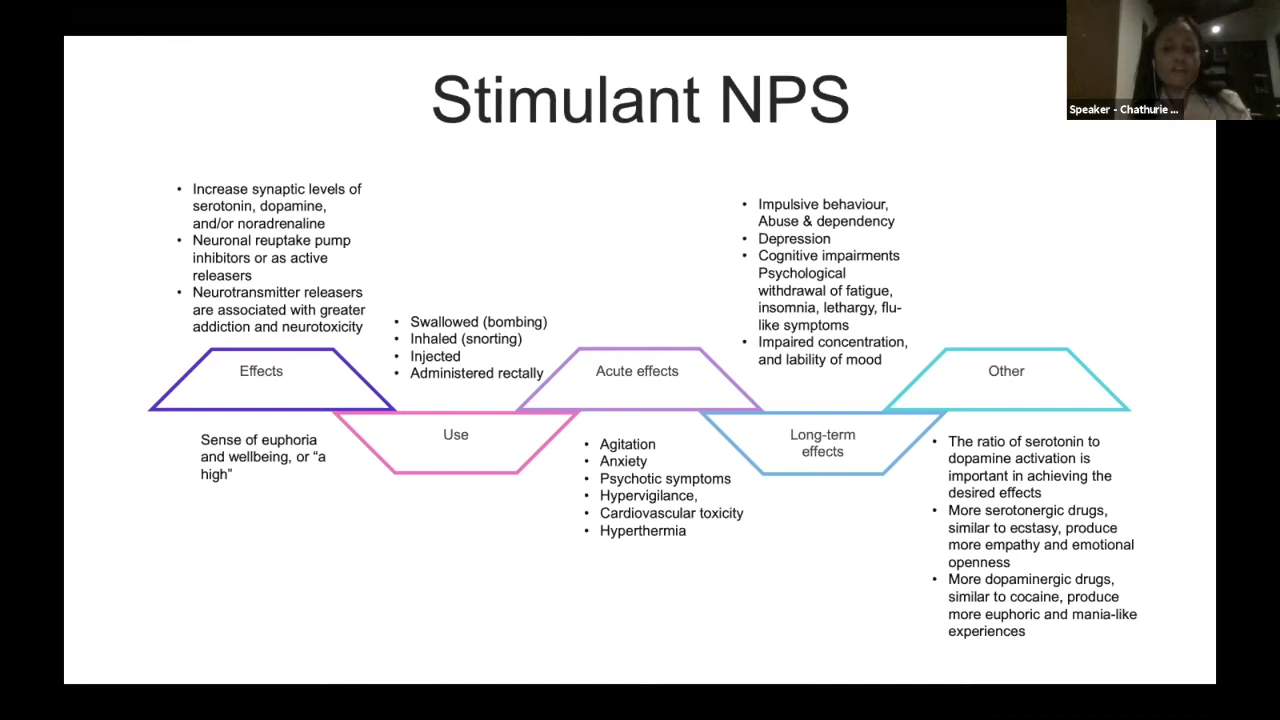 Stimulant NPS
Speaker - Chathurie ...
• Increase synaptic levels of
serotonin, dopamine,
and/or noradrenaline
• Neuronal reuptake pump
inhibitors or as active
releasers
• Neurotransmitter releasers
are associated with greater
addiction and neurotoxicity
Effects
Sense of euphoria
and wellbeing, or “a
high”
• Swallowed (bombing)
• Inhaled (snorting)
• Injected
• Administered rectally
Use
Acute effects
• Agitation
• Anxiety
• Psychotic symptoms
• Hypervigilance,
• Cardiovascular toxicity
• Hyperthermia
• Impulsive behaviour,
Abuse & dependency
• Depression
• Cognitive impairments
Psychological
withdrawal of fatigue,
insomnia, lethargy, flu-
like symptoms
• Impaired concentration,
and lability of mood
Long-term
effects
Other
• The ratio of serotonin to
dopamine activation is
important in achieving the
desired effects
• More serotonergic drugs,
similar to ecstasy, produce
more empathy and emotional
openness
• More dopaminergic drugs,
similar to cocaine, produce
more euphoric and mania-like
experiences